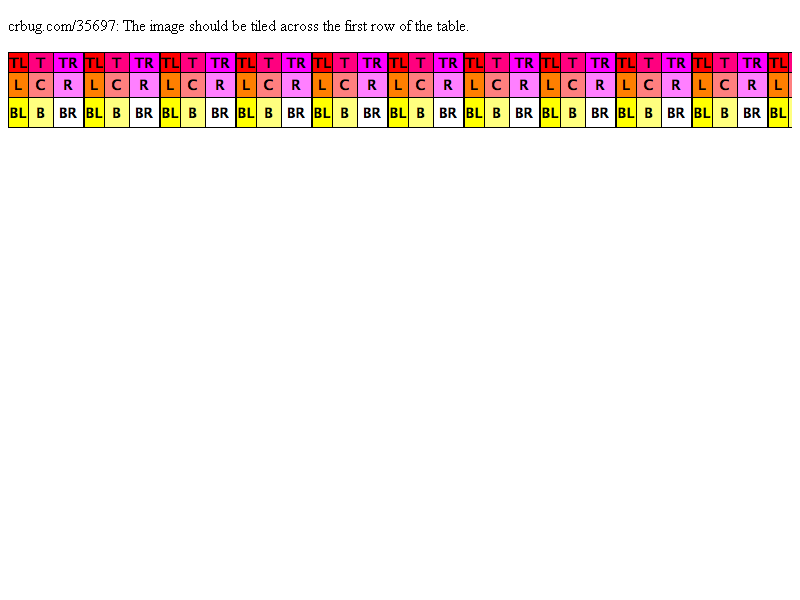 crbug.com/35697: The image should be tiled across the first row of the table.
TL T TR TL T TR TL T TR TL T TR TL T TR TL T TR TL T TR TL T TR TL T TR TL T TR TL
L C R L C R L C R L C R L C R L C R L C R L C R L C R L C R L
BL B BR BL B BR BL B BR BL B BR BL B BR BL B BR BL B BR BL B BR BL B BR BL B BR BL